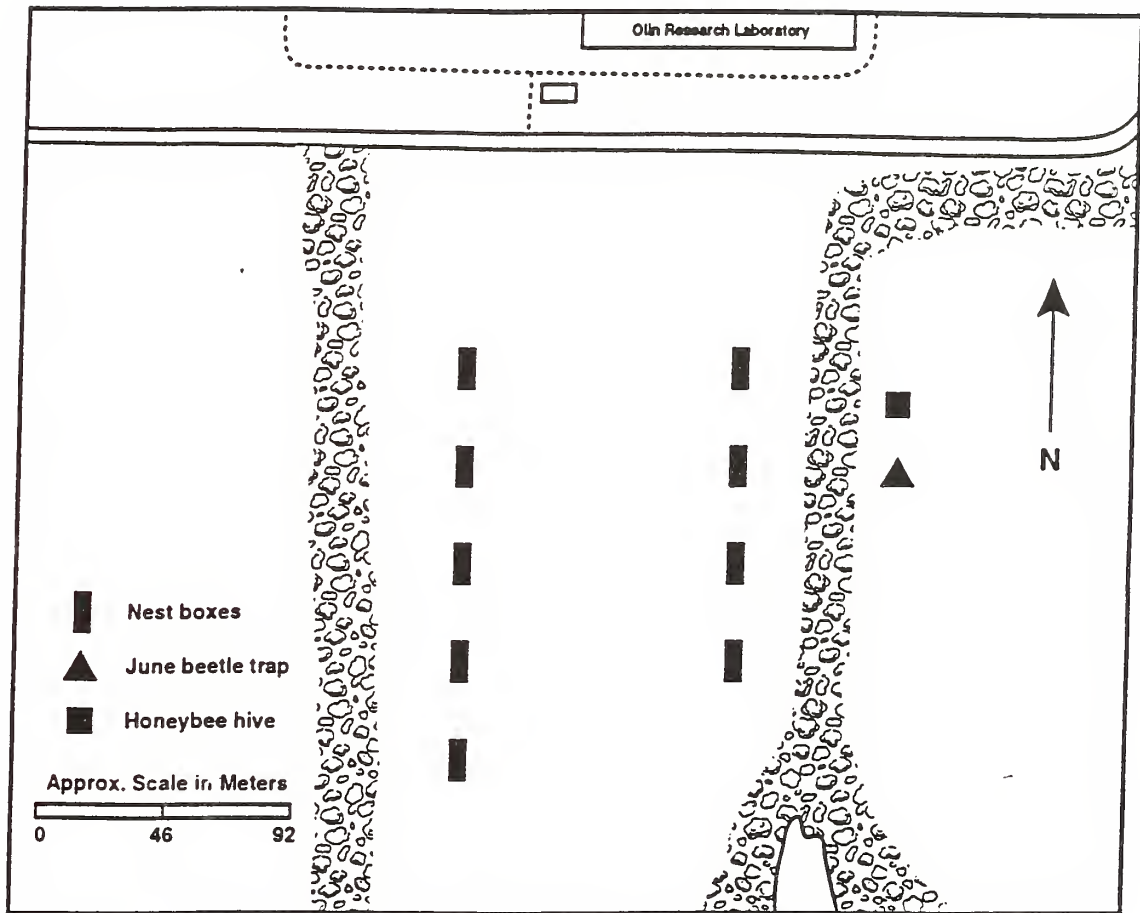 Olin Research Laboratory
N
Nest boxes
June beetle trap
Honeybee hive
Approx. Scale in Meters
0 46 92